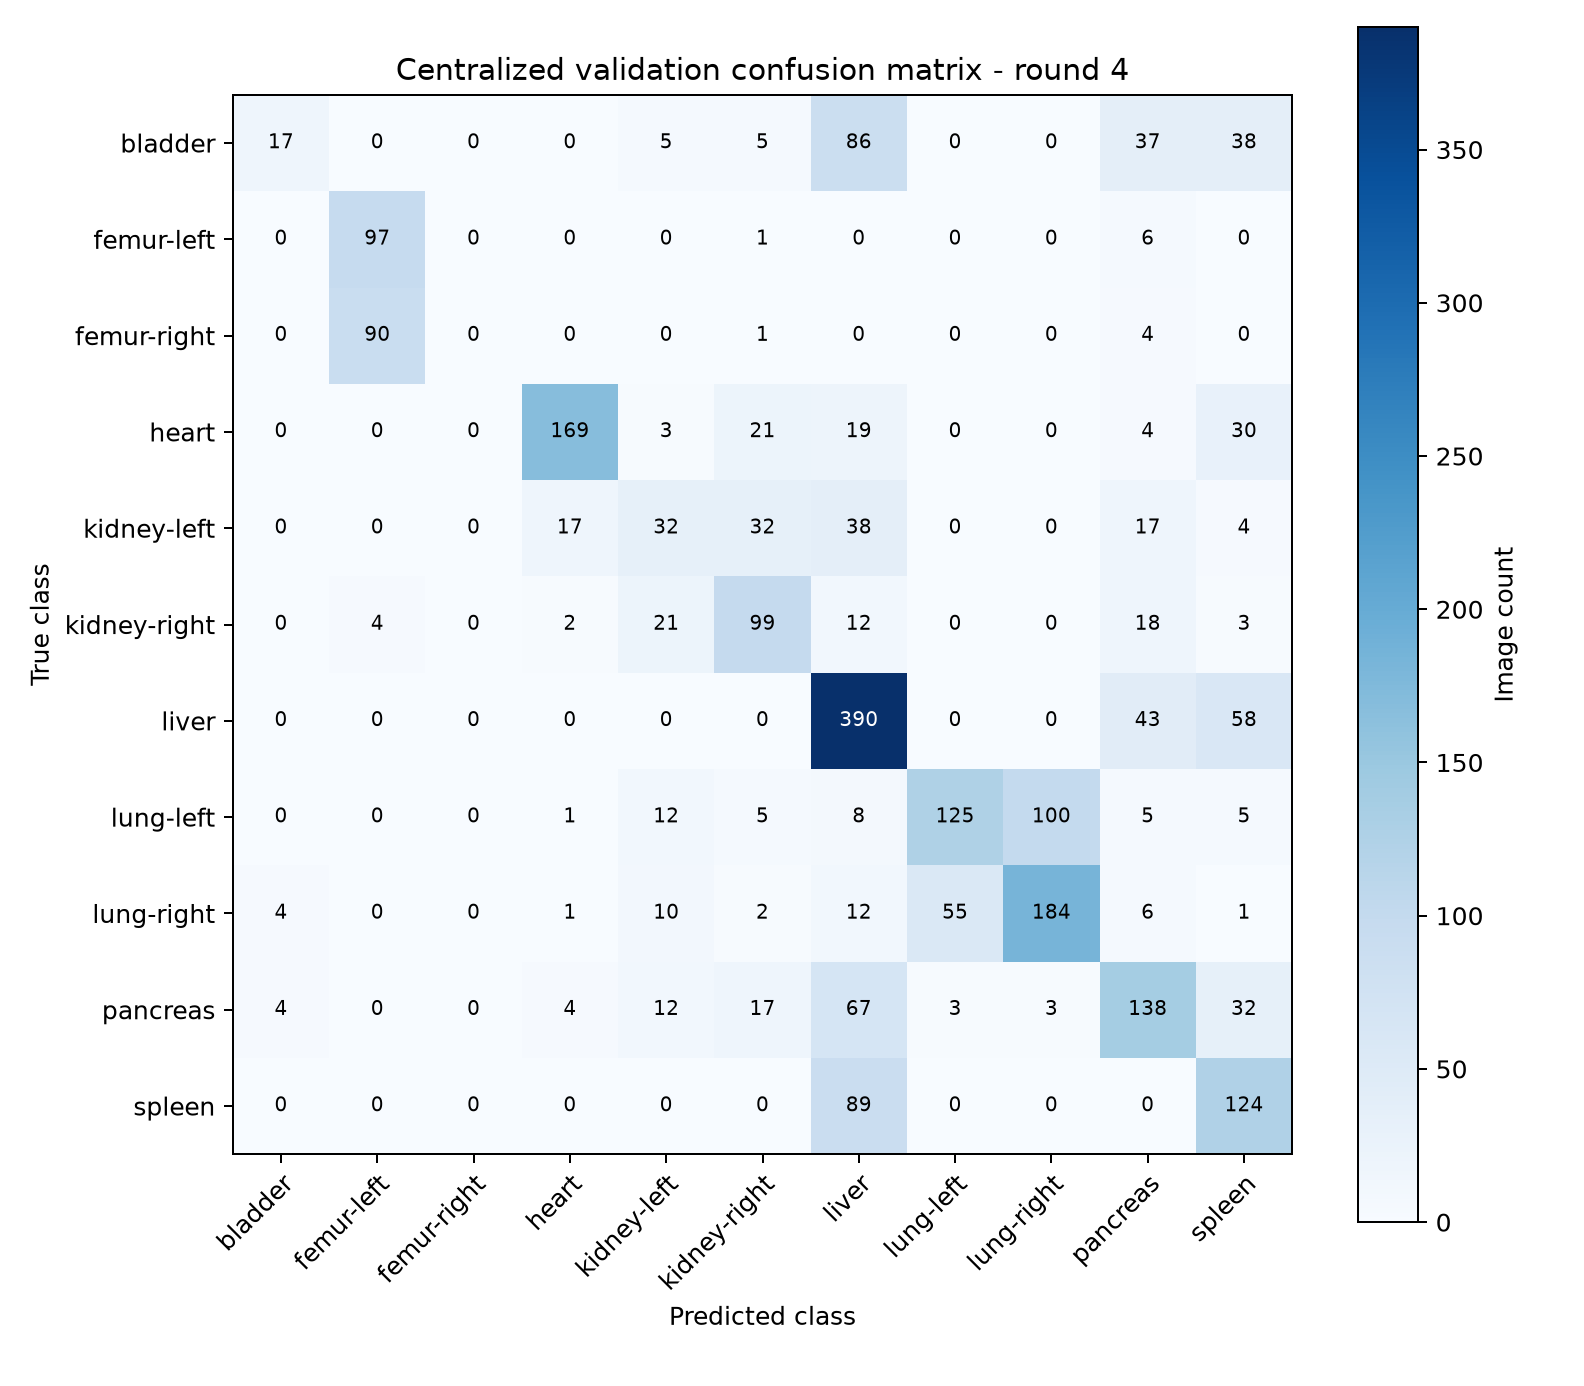 Centralized validation confusion matrix - round 4
True class
bladder 17 0 0 0 5 5 86 0 0 37 38
femur-left 0 97 0 0 0 1 0 0 0 6 0
femur-right 0 90 0 0 0 1 0 0 0 4 0
heart 0 0 0 169 3 21 19 0 0 4 30
kidney-left 0 0 0 17 32 32 38 0 0 17 4
kidney-right 0 4 0 2 21 99 12 0 0 18 3
liver 0 0 0 0 0 0 390 0 0 43 58
lung-left 0 0 0 1 12 5 8 125 100 5 5
lung-right 4 0 0 1 10 2 12 55 184 6 1
pancreas 4 0 0 4 12 17 67 3 3 138 32
spleen 0 0 0 0 0 0 89 0 0 0 124
bladder femur-left femur-right heart kidney-left kidney-right liver lung-left lung-right pancreas spleen
Predicted class
350
300
250
200
150
100
50
0
Image count